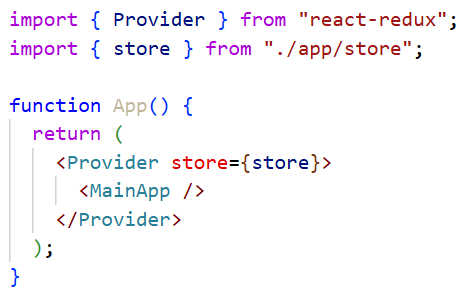 import { Provider } from "react-redux";
import { store } from "./app/store";

function App() {
  return (
    <Provider store={store}>
      <MainApp />
    </Provider>
  );
}